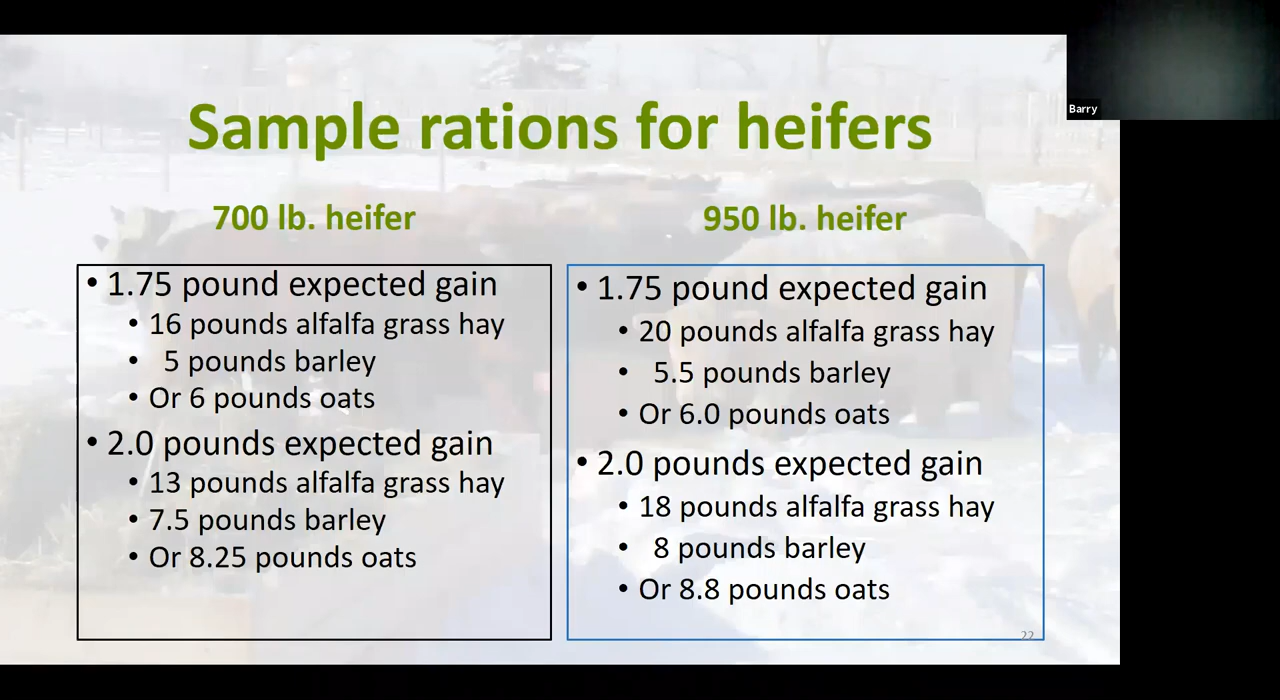 Barry
Sample rations for heifers
700 lb. heifer
• 1.75 pound expected gain
• 16 pounds alfalfa grass hay
• 5 pounds barley
• Or 6 pounds oats
• 2.0 pounds expected gain
• 13 pounds alfalfa grass hay
• 7.5 pounds barley
• Or 8.25 pounds oats
950 lb. heifer
• 1.75 pound expected gain
• 20 pounds alfalfa grass hay
• 5.5 pounds barley
• Or 6.0 pounds oats
• 2.0 pounds expected gain
• 18 pounds alfalfa grass hay
• 8 pounds barley
• Or 8.8 pounds oats
22